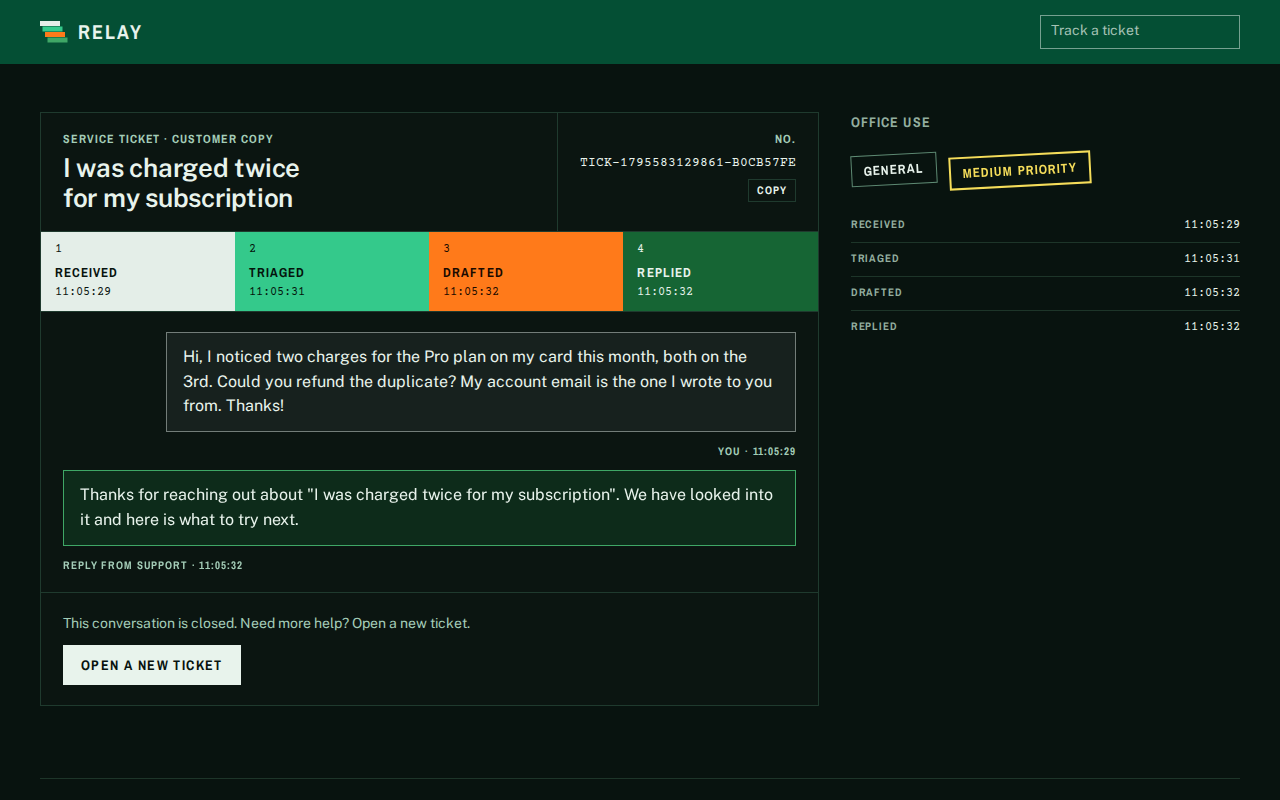 RELAY
Track a ticket
SERVICE TICKET · CUSTOMER COPY
I was charged twice
for my subscription
NO.
TICK-1795583129861-B0CB57FE
COPY
1
RECEIVED
11:05:29
2
TRIAGED
11:05:31
3
DRAFTED
11:05:32
4
REPLIED
11:05:32
Hi, I noticed two charges for the Pro plan on my card this month, both on the
3rd. Could you refund the duplicate? My account email is the one I wrote to you
from. Thanks!
YOU · 11:05:29
Thanks for reaching out about "I was charged twice for my subscription". We have looked into
it and here is what to try next.
REPLY FROM SUPPORT · 11:05:32
This conversation is closed. Need more help? Open a new ticket.
OPEN A NEW TICKET
OFFICE USE
GENERAL
MEDIUM PRIORITY
RECEIVED 11:05:29
TRIAGED 11:05:31
DRAFTED 11:05:32
REPLIED 11:05:32